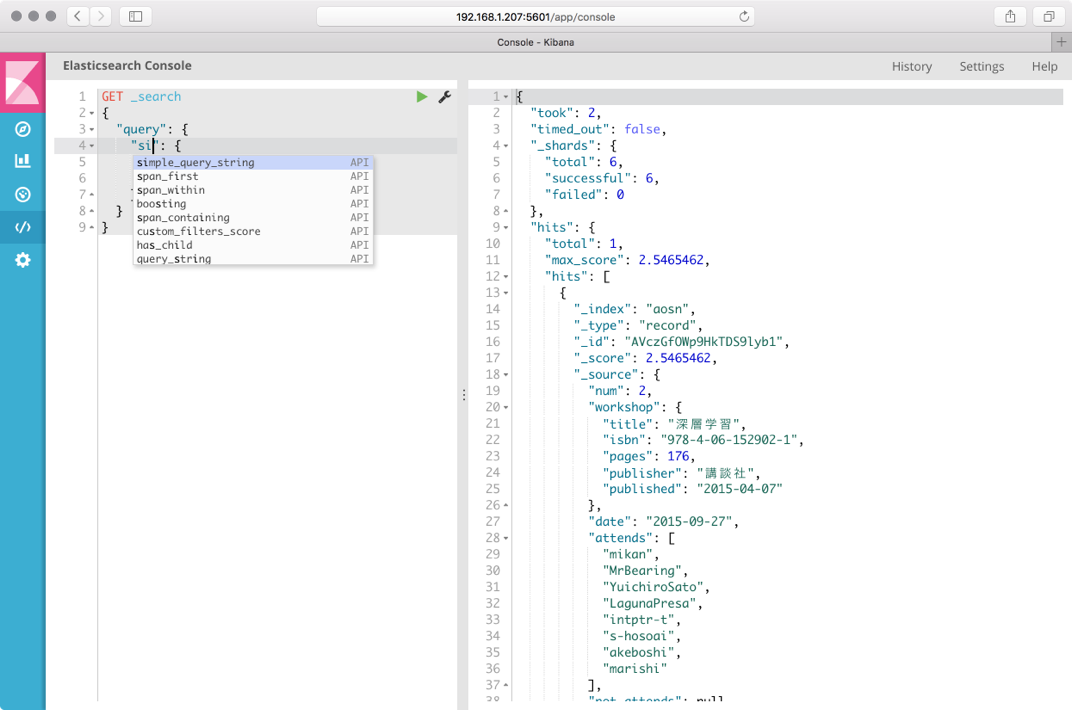 192.168.1.207:5601/app/console
Console - Kibana
Elasticsearch Console
History Settings Help
1 GET _search
2 {
3 "query": {
4 "si": {
5
6
7
8 }
9 }
simple_query_string API
span_first API
span_within API
boosting API
span_containing API
custom_filters_score API
has_child API
query_string API
1 {
2 "took": 2,
3 "timed_out": false,
4 "_shards": {
5 "total": 6,
6 "successful": 6,
7 "failed": 0
8 },
9 "hits": {
10 "total": 1,
11 "max_score": 2.5465462,
12 "hits": [
13 {
14 "_index": "aosn",
15 "_type": "record",
16 "_id": "AVczGfOWp9HkTDS9lyb1",
17 "_score": 2.5465462,
18 "_source": {
19 "num": 2,
20 "workshop": {
21 "title": "深層学習",
22 "isbn": "978-4-06-152902-1",
23 "pages": 176,
24 "publisher": "講談社",
25 "published": "2015-04-07"
26 },
27 "date": "2015-09-27",
28 "attends": [
29 "mikan",
30 "MrBearing",
31 "YuichiroSato",
32 "LagunaPresa",
33 "intptr-t",
34 "s-hosoai",
35 "akeboshi",
36 "marishi"
37 ],
38